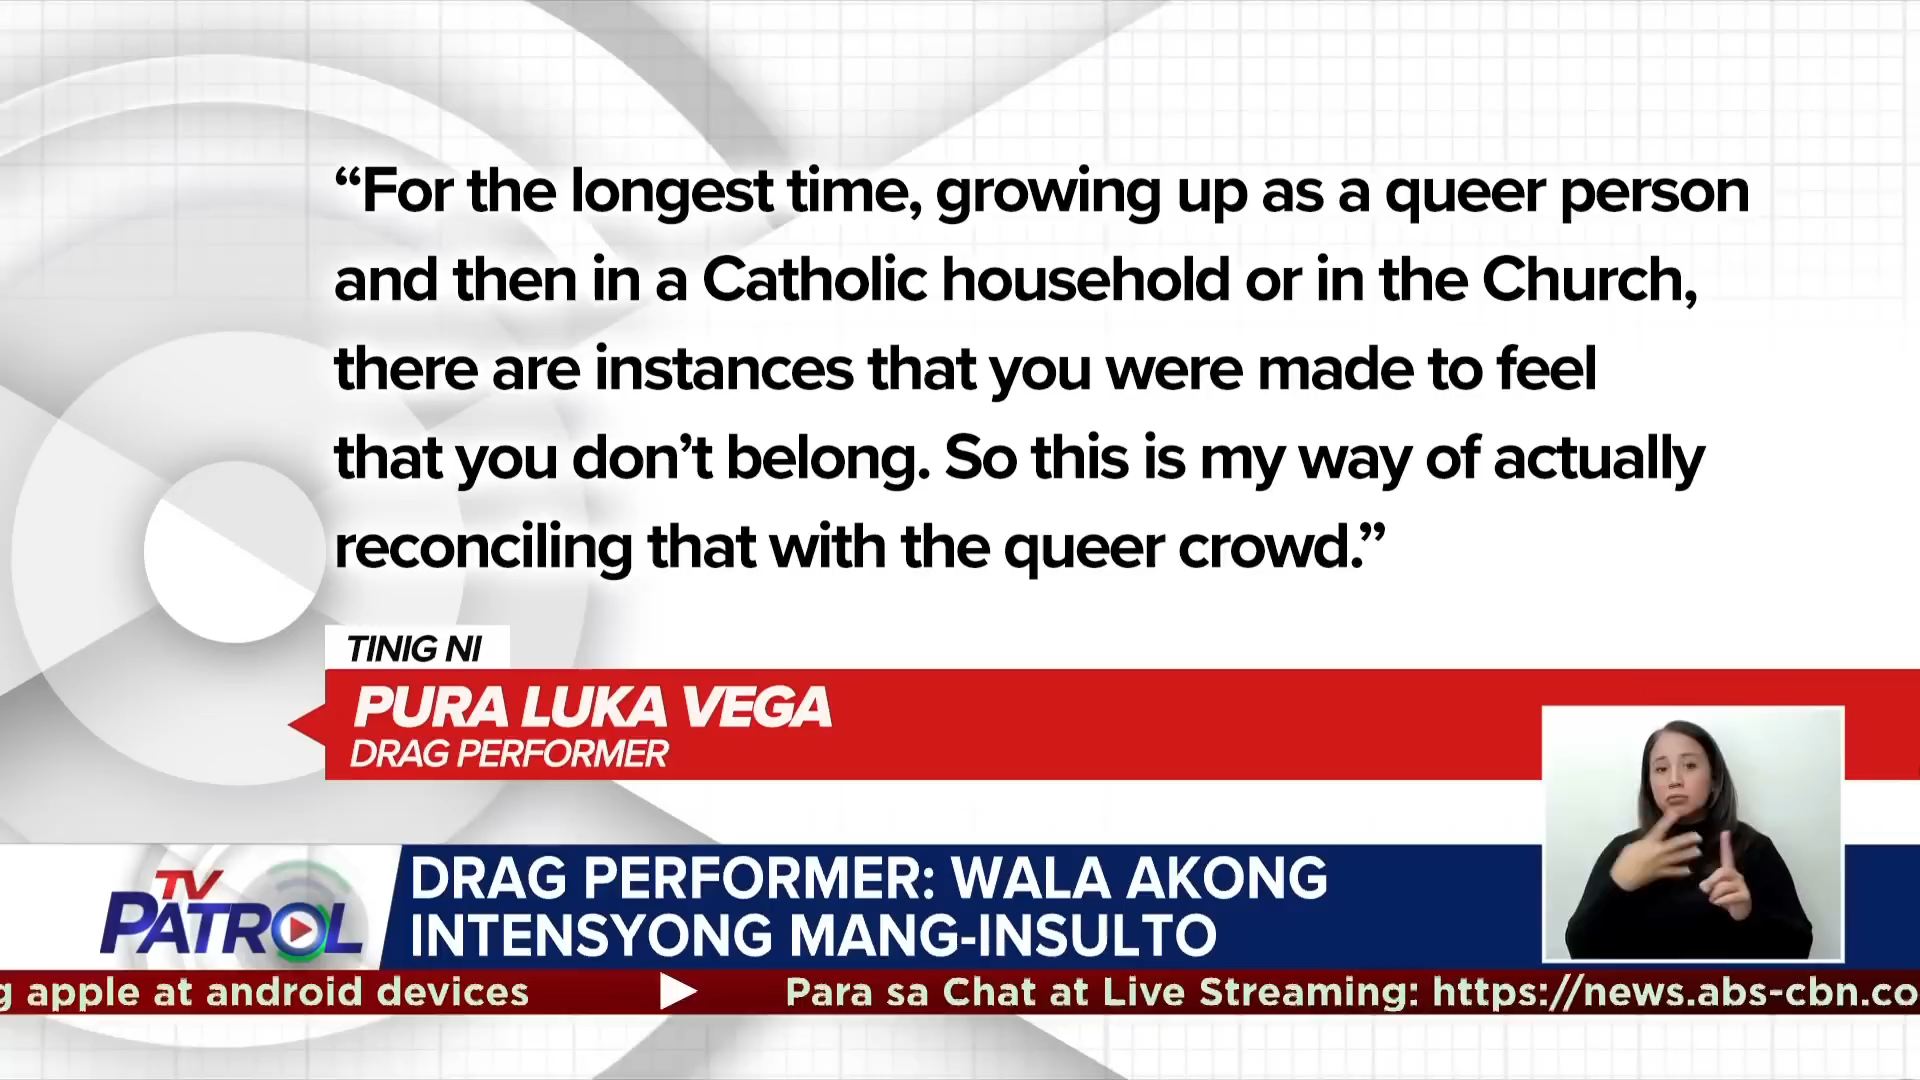 “For the longest time, growing up as a queer person
and then in a Catholic household or in the Church,
there are instances that you were made to feel
that you don’t belong. So this is my way of actually
reconciling that with the queer crowd.”
TINIG NI
PURA LUKA VEGA
DRAG PERFORMER
TV PATROL
DRAG PERFORMER: WALA AKONG
INTENSYONG MANG-INSULTO
g apple at android devices Para sa Chat at Live Streaming: https://news.abs-cbn.co